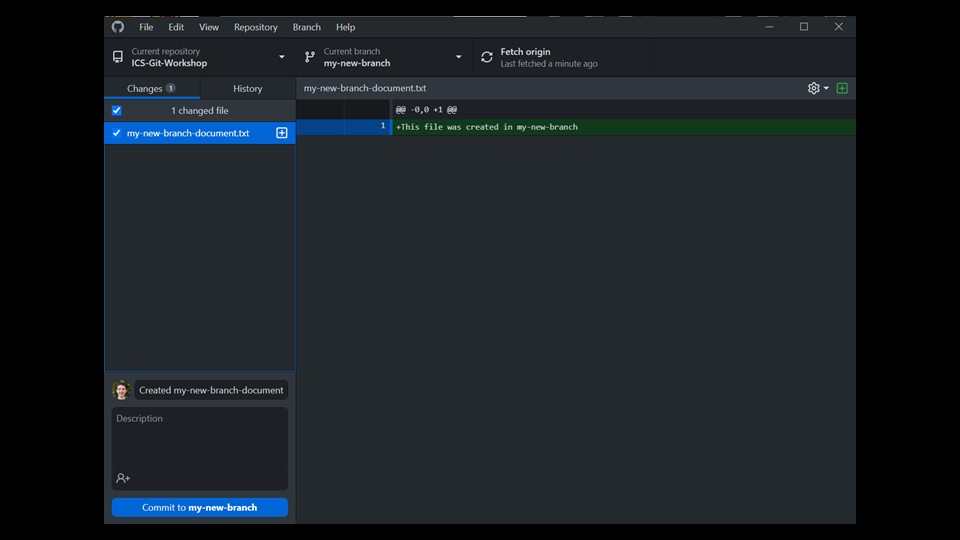 File Edit View Repository Branch Help
Current repository
ICS-Git-Workshop
Current branch
my-new-branch
Fetch origin
Last fetched a minute ago
Changes 1
History
my-new-branch-document.txt
1 changed file
@@ -0,0 +1 @@
my-new-branch-document.txt
1 +This file was created in my-new-branch
Created my-new-branch-document
Description
Commit to my-new-branch